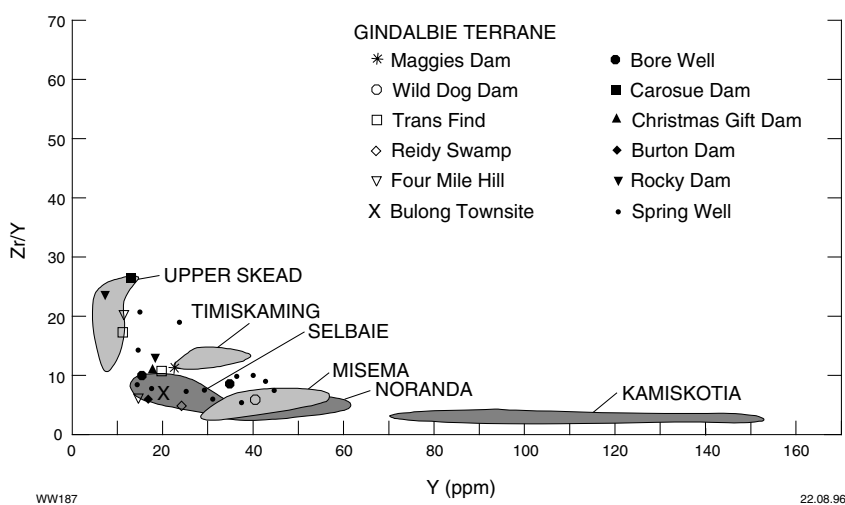 GINDALBIE TERRANE
Maggies Dam
Wild Dog Dam
Trans Find
Reidy Swamp
Four Mile Hill
X Bulong Townsite
Bore Well
Carosue Dam
Christmas Gift Dam
Burton Dam
Rocky Dam
Spring Well
70
60
50
40
30
20
10
0
Zr/Y
UPPER SKEAD
TIMISKAMING
SELBAIE
MISEMA
NORANDA
KAMISKOTIA
X
0 20 40 60 80 100 120 140 160
Y (ppm)
WW187
22.08.96